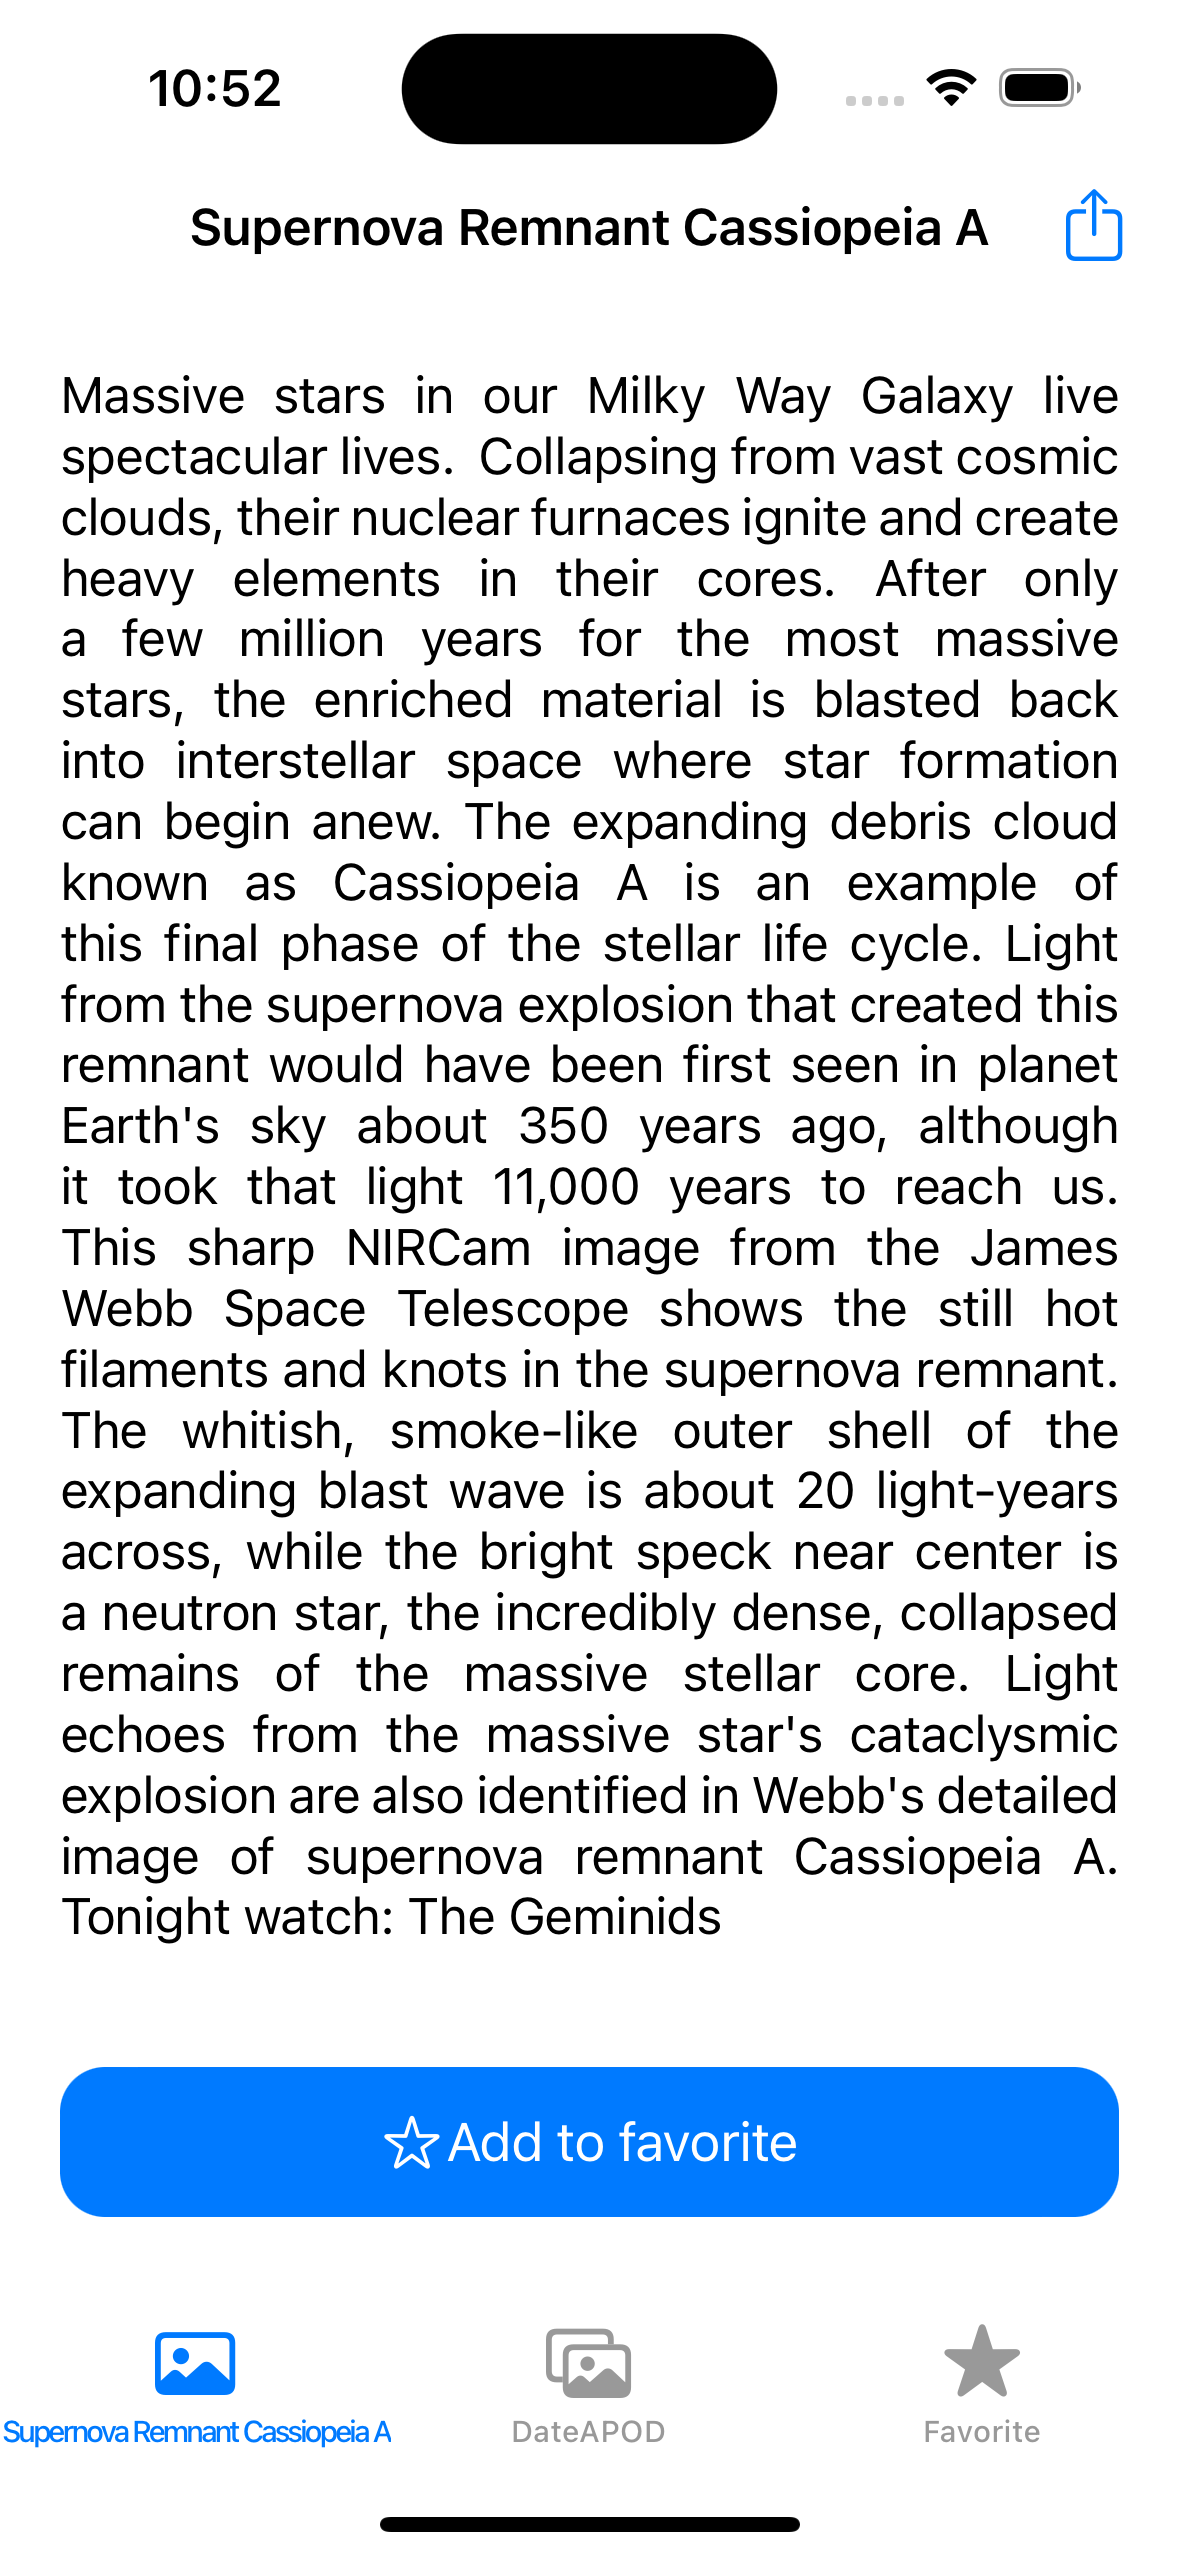 10:52
Supernova Remnant Cassiopeia A
Massive stars in our Milky Way Galaxy live
spectacular lives.  Collapsing from vast cosmic
clouds, their nuclear furnaces ignite and create
heavy elements in their cores. After only
a few million years for the most massive
stars, the enriched material is blasted back
into interstellar space where star formation
can begin anew. The expanding debris cloud
known as Cassiopeia A is an example of
this final phase of the stellar life cycle. Light
from the supernova explosion that created this
remnant would have been first seen in planet
Earth's sky about 350 years ago, although
it took that light 11,000 years to reach us.
This sharp NIRCam image from the James
Webb Space Telescope shows the still hot
filaments and knots in the supernova remnant.
The whitish, smoke-like outer shell of the
expanding blast wave is about 20 light-years
across, while the bright speck near center is
a neutron star, the incredibly dense, collapsed
remains of the massive stellar core. Light
echoes from the massive star's cataclysmic
explosion are also identified in Webb's detailed
image of supernova remnant Cassiopeia A.
Tonight watch: The Geminids
Add to favorite
Supernova Remnant Cassiopeia A
DateAPOD
Favorite